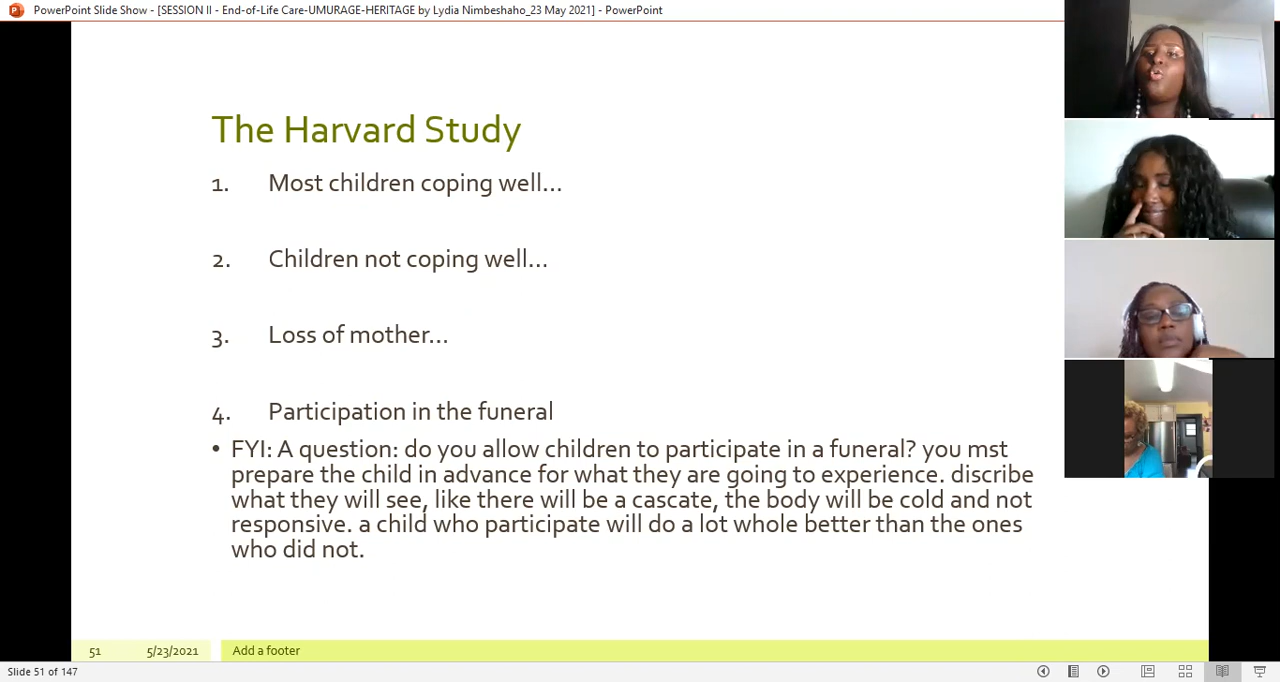 PowerPoint Slide Show - [SESSION II - End-of-Life Care-UMURAGE-HERITAGE by Lydia Nimbeshaho_23 May 2021] - PowerPoint
The Harvard Study
1. Most children coping well...
2. Children not coping well...
3. Loss of mother...
4. Participation in the funeral
• FYI: A question: do you allow children to participate in a funeral? you mst
prepare the child in advance for what they are going to experience. discribe
what they will see, like there will be a cascate, the body will be cold and not
responsive. a child who participate will do a lot whole better than the ones
who did not.
51 5/23/2021 Add a footer
Slide 51 of 147